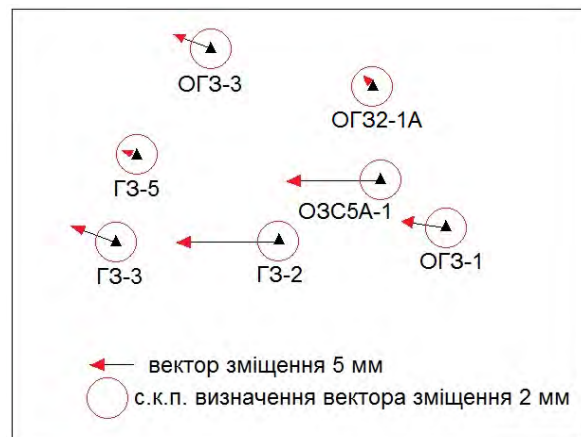 ОГЗ-3
ОГЗ2-1А
ГЗ-5
ОЗС5А-1
ГЗ-3
ГЗ-2
ОГЗ-1
вектор зміщення 5 мм
с.к.п. визначення вектора зміщення 2 мм